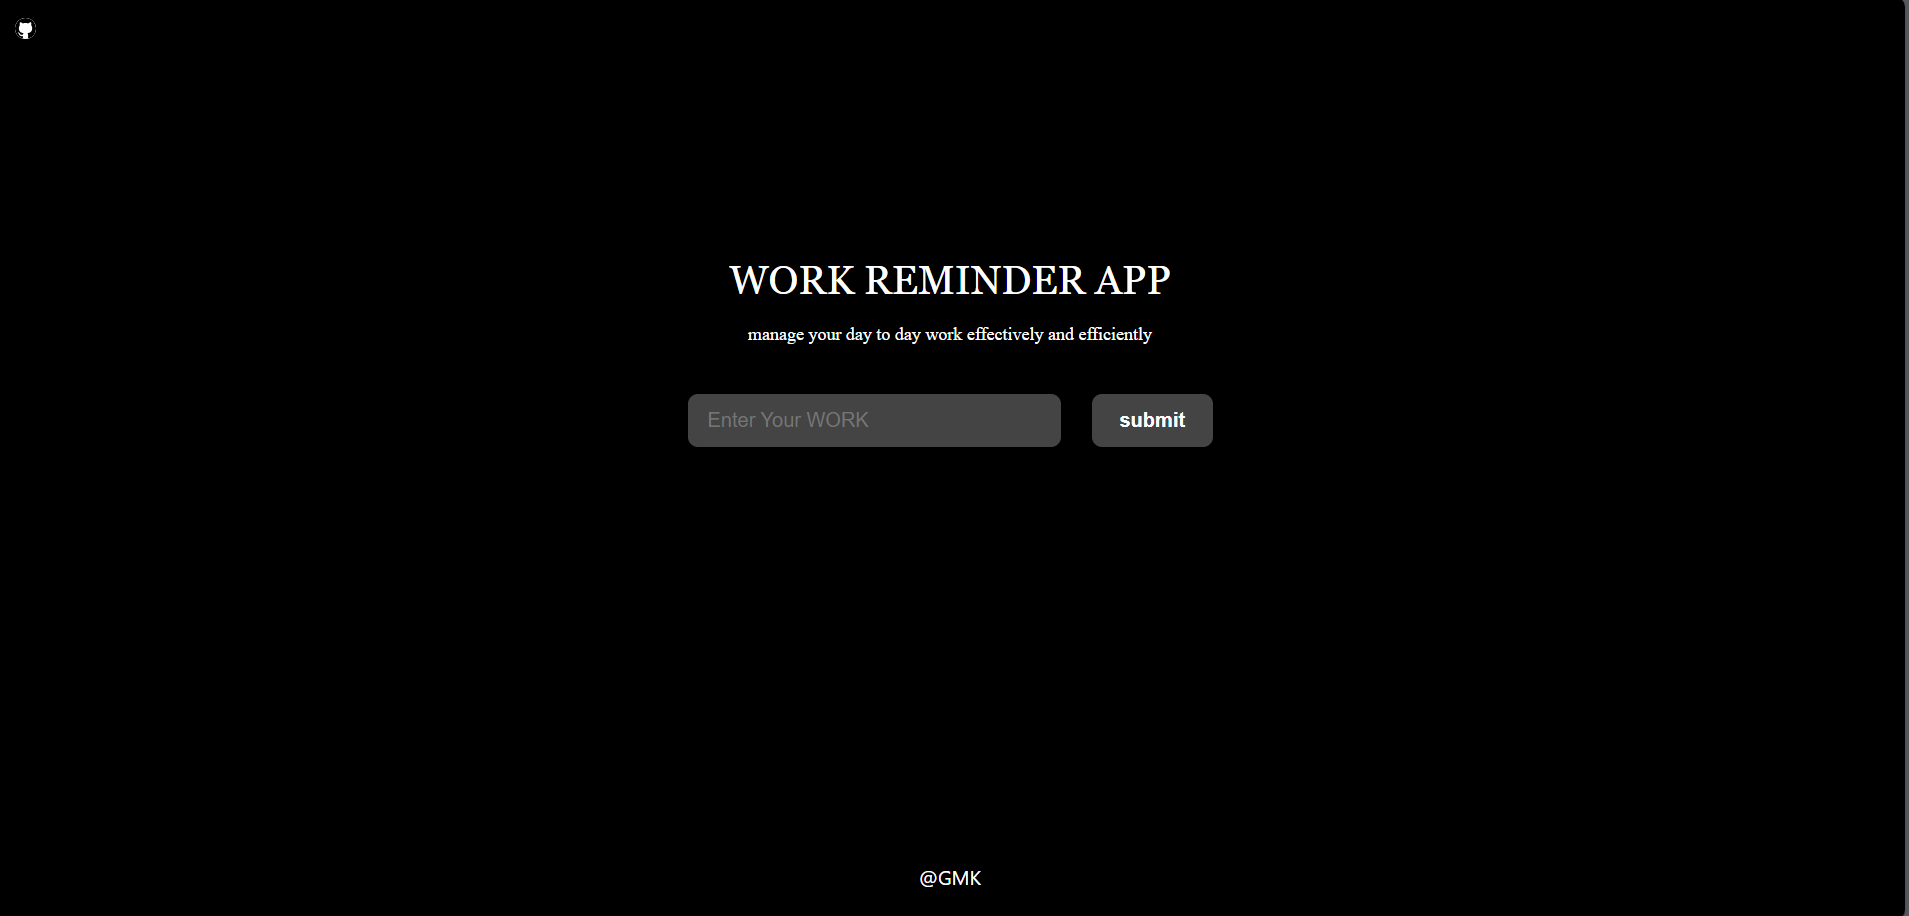 WORK REMINDER APP
manage your day to day work effectively and efficiently
Enter Your WORK
submit
@GMK